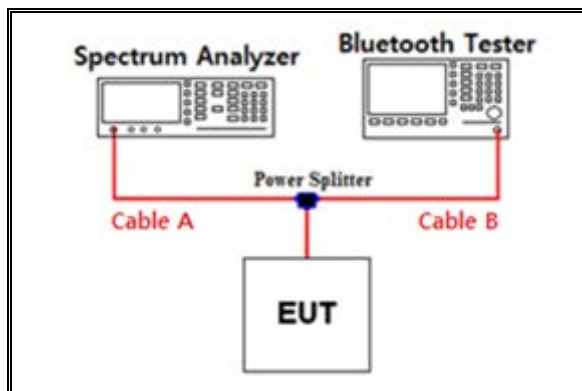 Bluetooth Tester
Spectrum Analyzer
Power Splitter
Cable A
Cable B
EUT